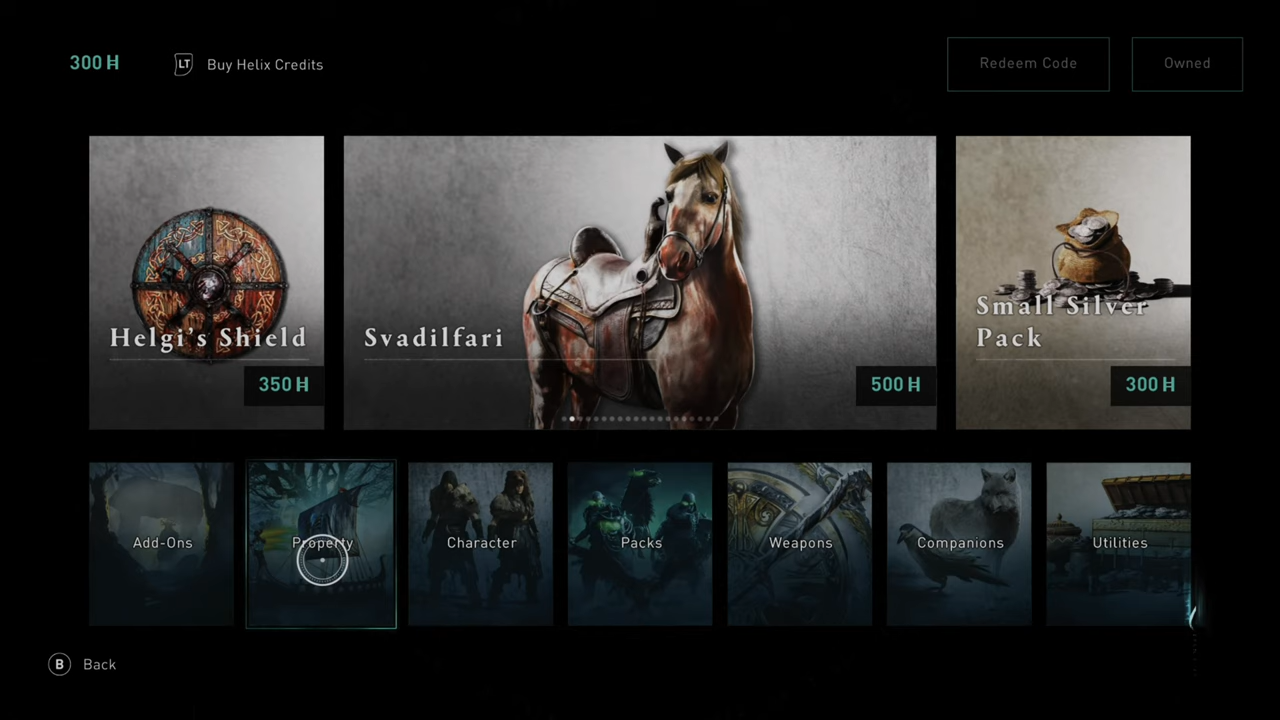 300 H
LT Buy Helix Credits
Redeem Code
Owned
Helgi's Shield
350 H
Svadilfari
500 H
Small Silver
Pack
300 H
Add-Ons
Property
Character
Packs
Weapons
Companions
Utilities
B Back